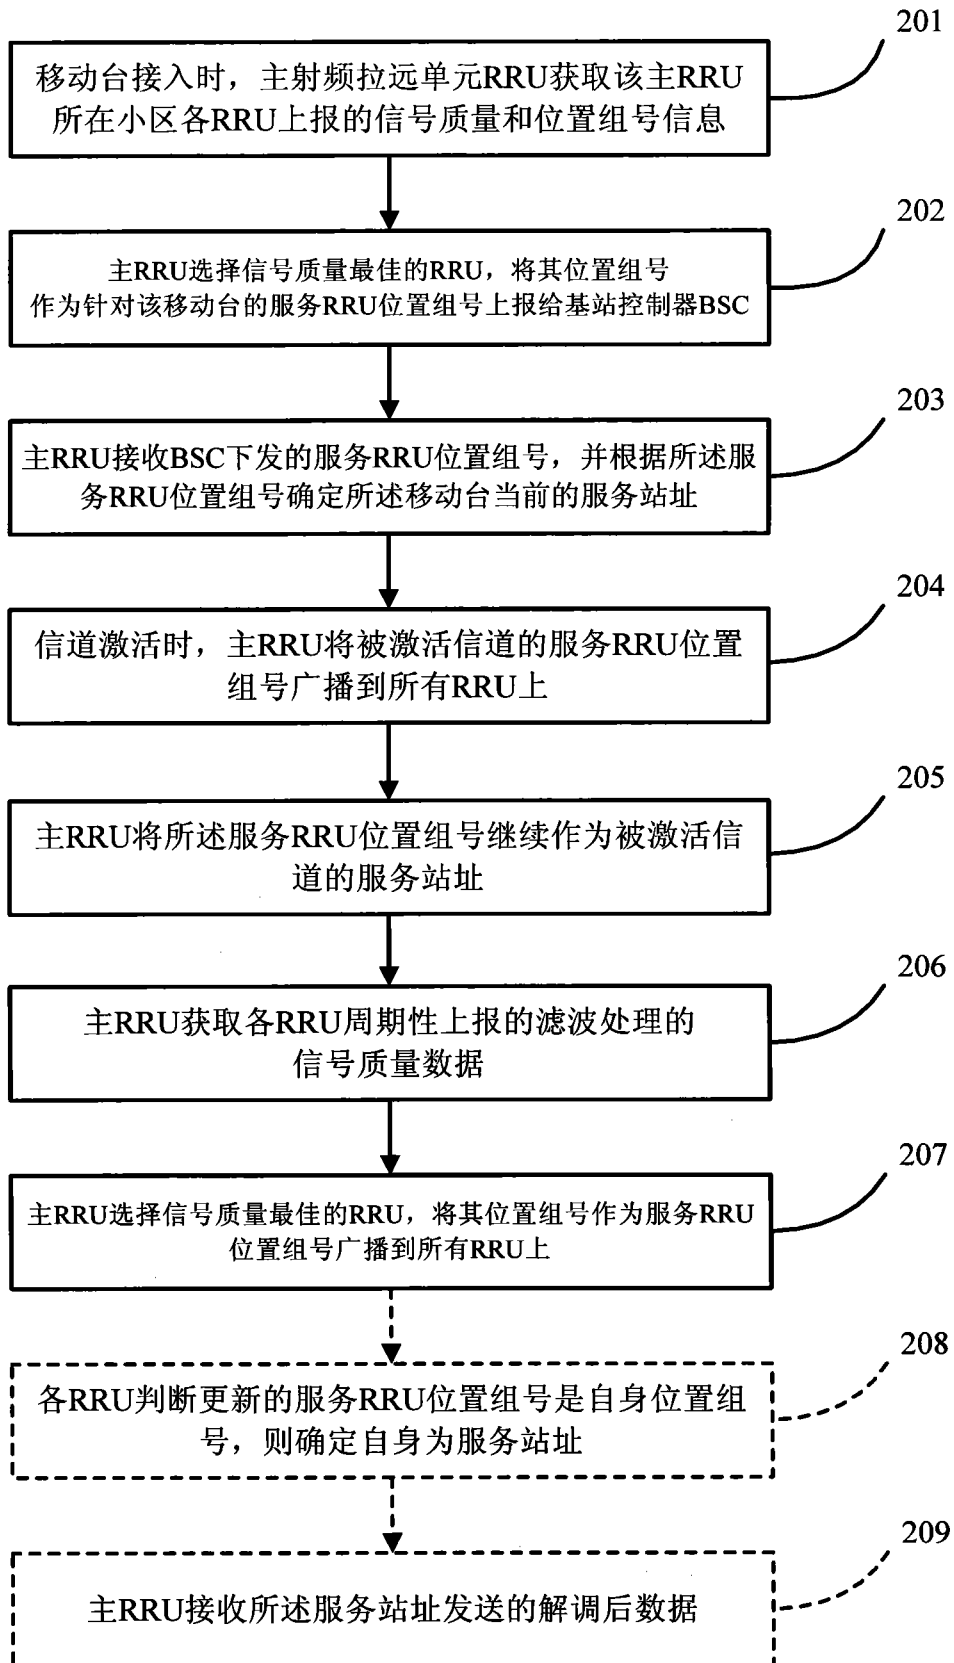 201
移动台接入时，主射频拉远单元RRU获取该主RRU
所在小区各RRU上报的信号质量和位置组号信息
202
主RRU选择信号质量最佳的RRU，将其位置组号
作为针对该移动台的服务RRU位置组号上报给基站控制器BSC
203
主RRU接收BSC下发的服务RRU位置组号，并根据所述服
务RRU位置组号确定所述移动台当前的服务站址
204
信道激活时，主RRU将被激活信道的服务RRU位置
组号广播到所有RRU上
205
主RRU将所述服务RRU位置组号继续作为被激活信
道的服务站址
206
主RRU获取各RRU周期性上报的滤波处理的
信号质量数据
207
主RRU选择信号质量最佳的RRU，将其位置组号作为服务RRU
位置组号广播到所有RRU上
208
各RRU判断更新的服务RRU位置组号是自身位置组
号，则确定自身为服务站址
209
主RRU接收所述服务站址发送的解调后数据